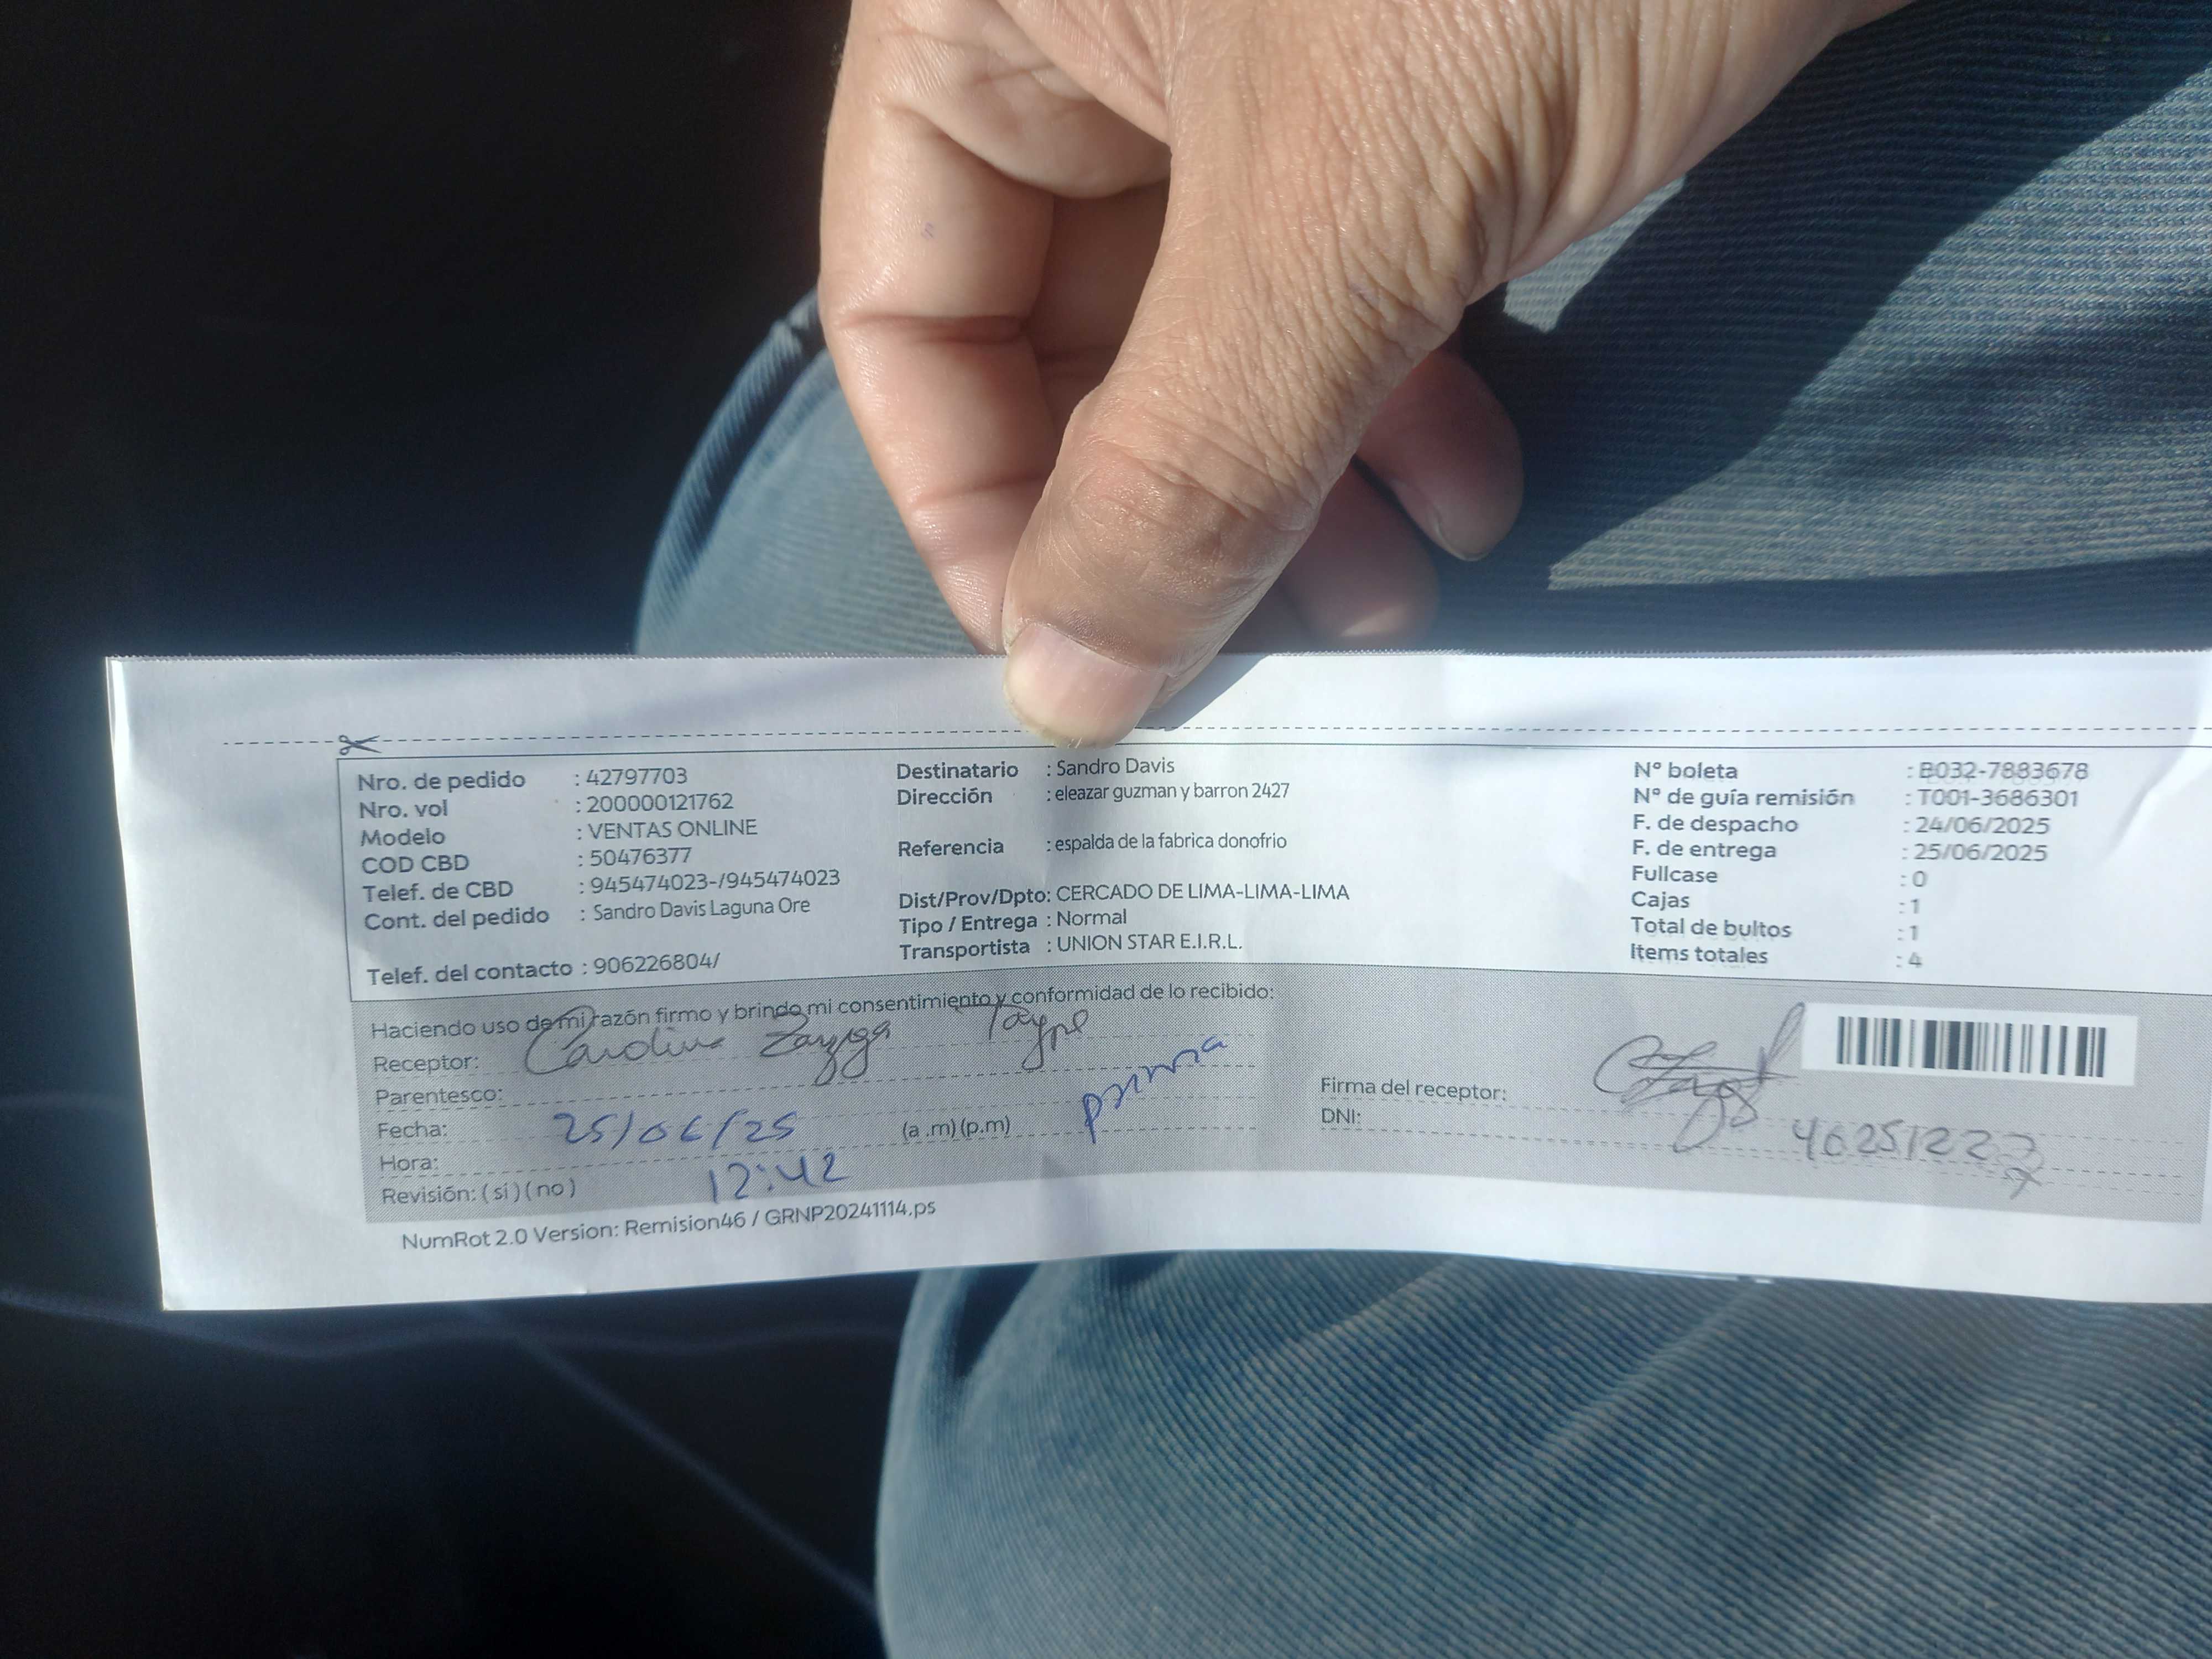 Nro. de pedido : 42797703
Nro. vol : 200000121762
Modelo : VENTAS ONLINE
COD CBD : 50476377
Telef. de CBD : 945474023-/945474023
Cont. del pedido : Sandro Davis Laguna Ore
Telef. del contacto : 906226804/
Destinatario : Sandro Davis
Dirección : eleazar guzman y barron 2427
Referencia : espalda de la fabrica donofrio
Dist/Prov/Dpto: CERCADO DE LIMA-LIMA-LIMA
Tipo / Entrega : Normal
Transportista : UNION STAR E.I.R.L.
N° boleta : B032-7883678
N° de guía remisión : T001-3686301
F. de despacho : 24/06/2025
F. de entrega : 25/06/2025
Fullcase : 0
Cajas : 1
Total de bultos : 1
Items totales : 4
Haciendo uso de mi razón firmo y brindo mi consentimiento y conformidad de lo recibido:
Receptor: Carolina
Parentesco: prima
Fecha: 25/06/25 (a .m) (p.m)
Hora: 12:42
Revisión: ( si ) ( no )
Firma del receptor:
DNI: 4625122
NumRot 2.0 Version: Remision46 / GRNP20241114.ps